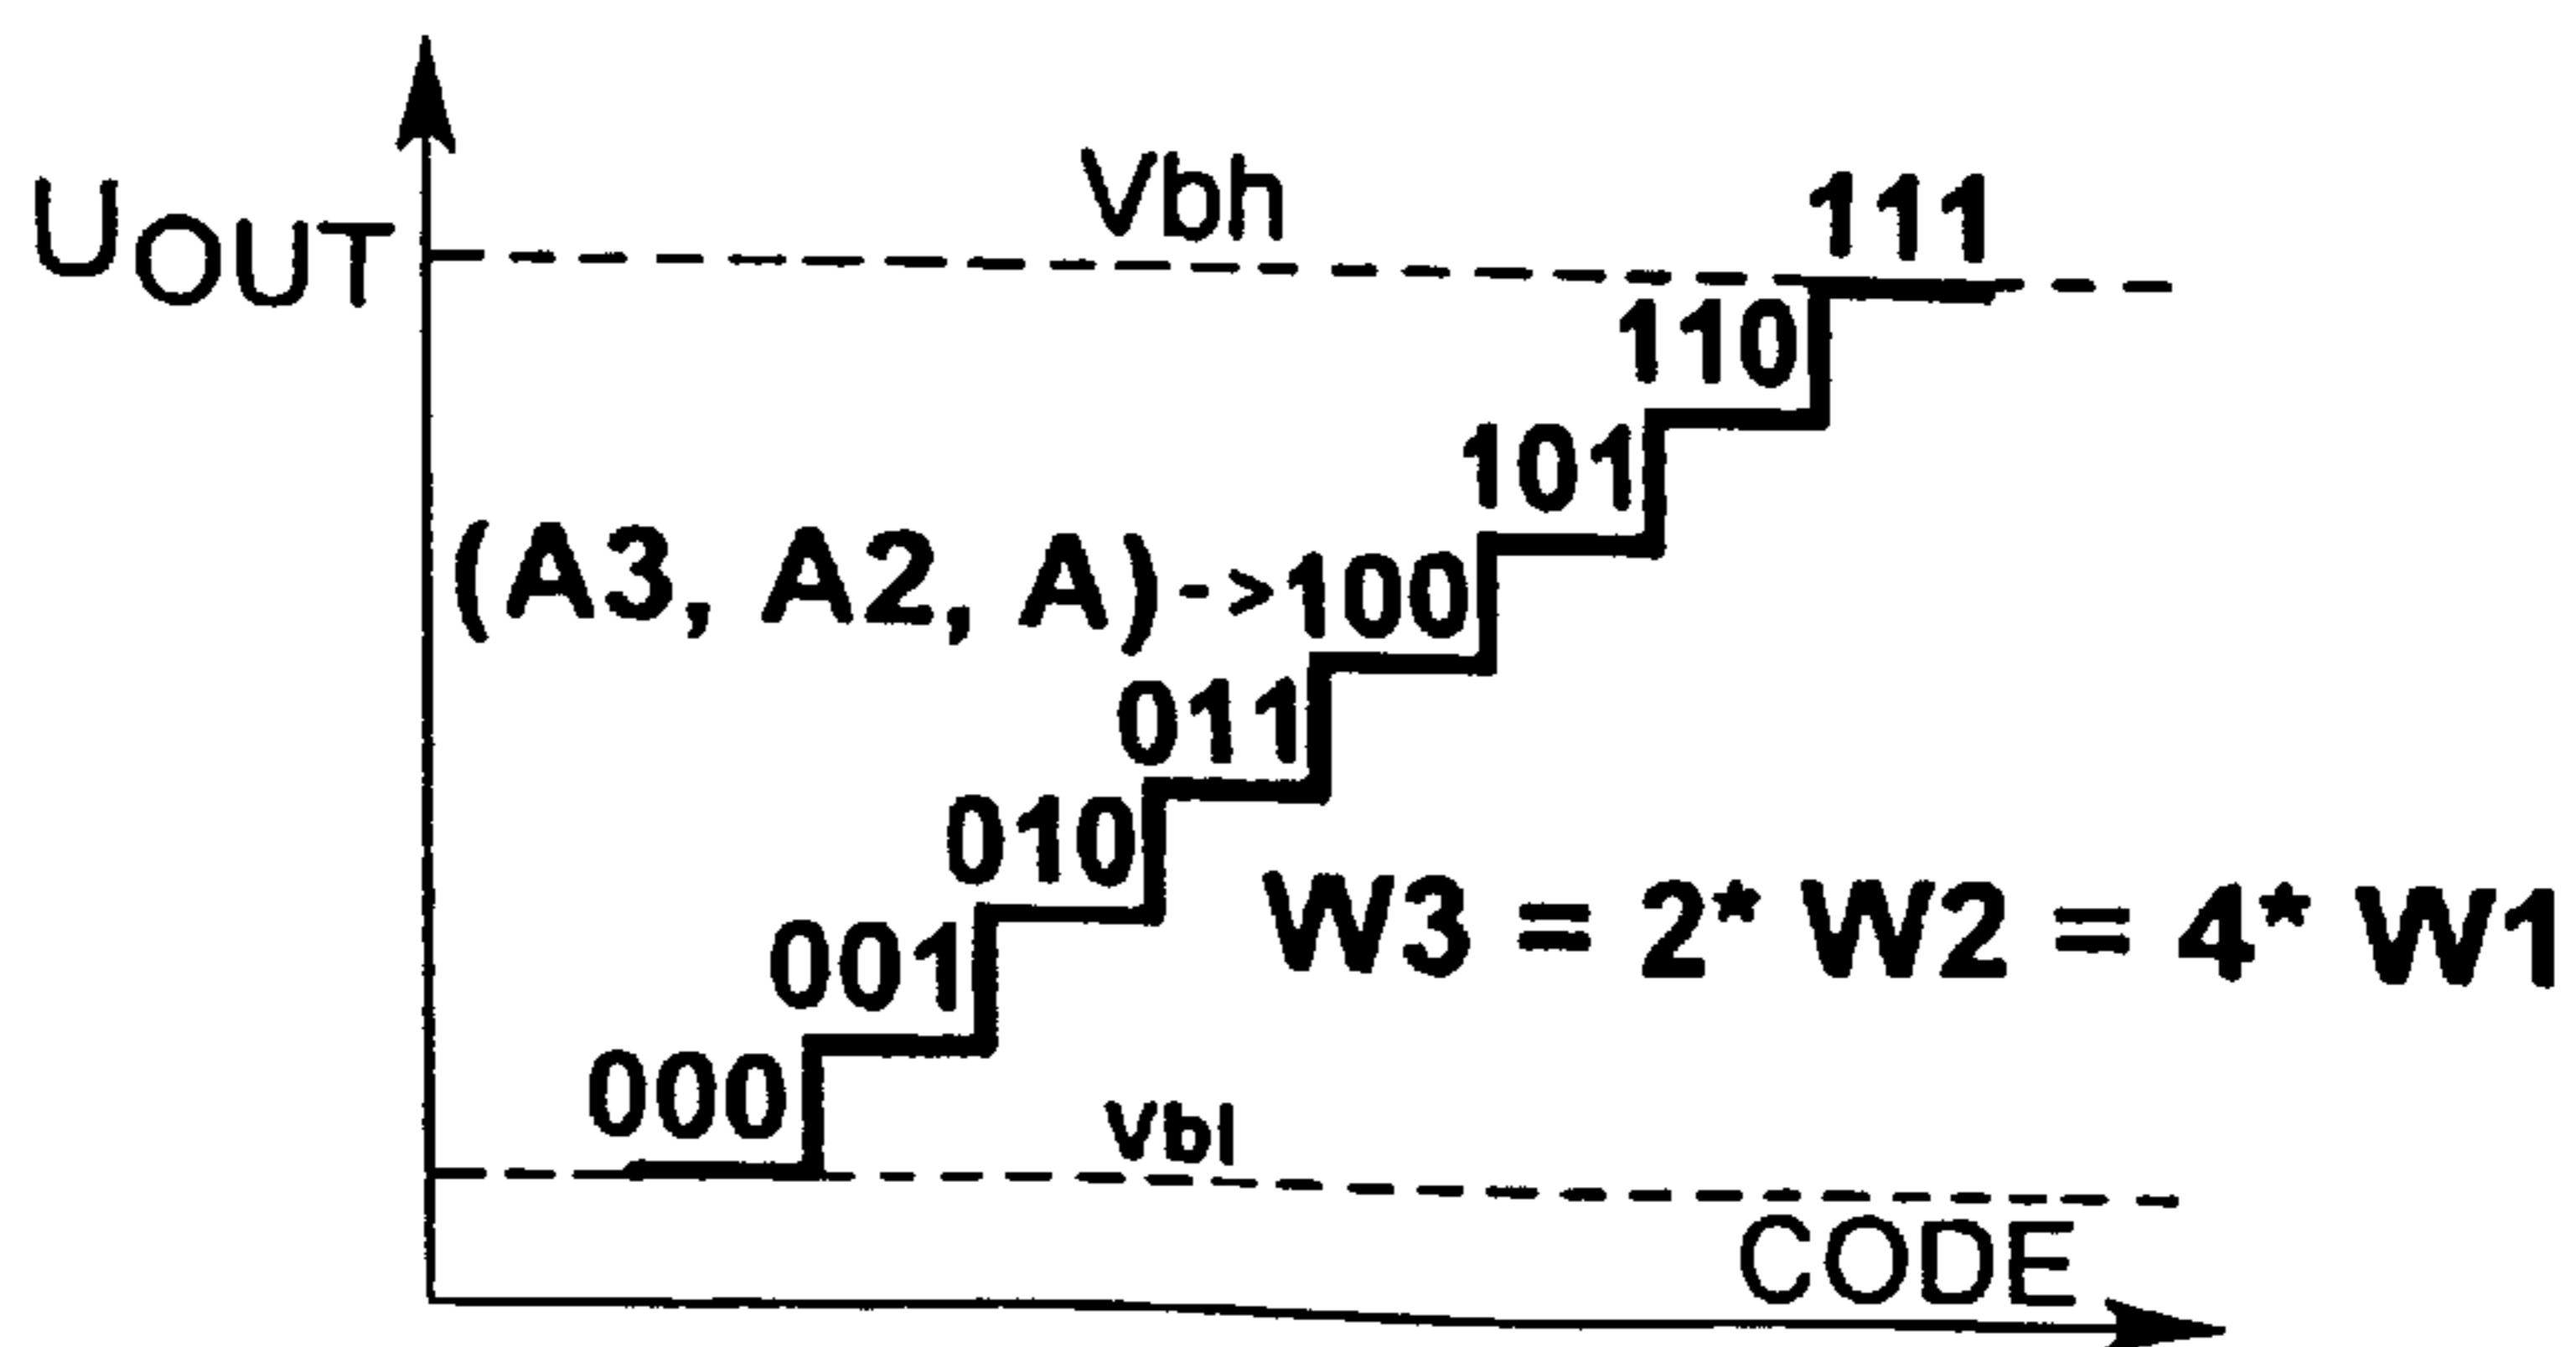 Vbh
111
UOUT
110
101
(A3, A2, A)->100
011
010
W3 = 2* W2 = 4* W1
001
000
Vbl
CODE